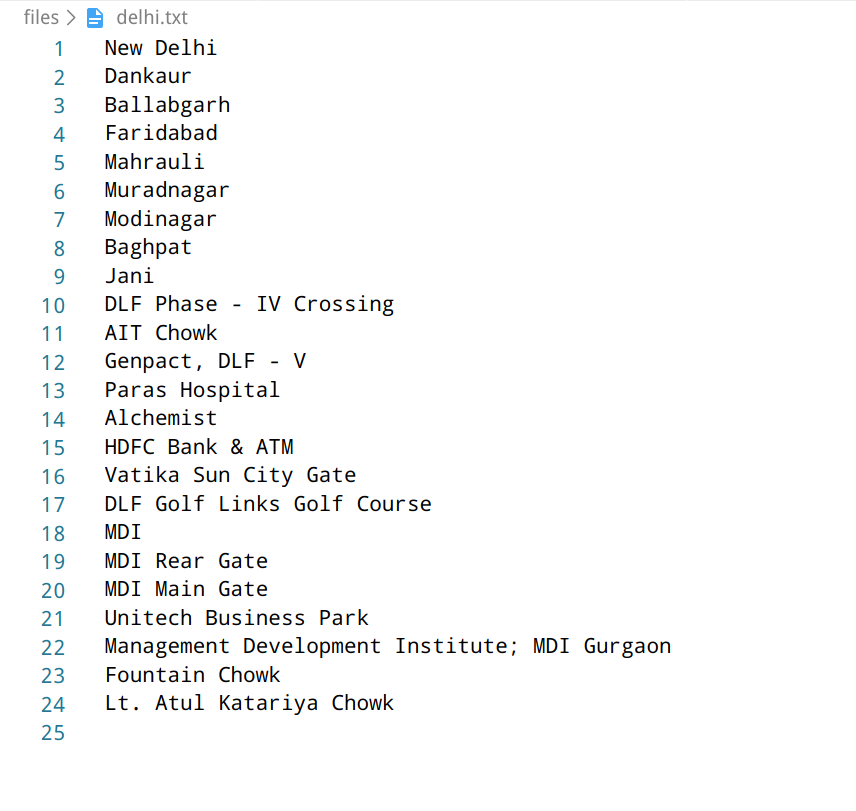 files > delhi.txt
1 New Delhi
2 Dankaur
3 Ballabgarh
4 Faridabad
5 Mahrauli
6 Muradnagar
7 Modinagar
8 Baghpat
9 Jani
10 DLF Phase - IV Crossing
11 AIT Chowk
12 Genpact, DLF - V
13 Paras Hospital
14 Alchemist
15 HDFC Bank & ATM
16 Vatika Sun City Gate
17 DLF Golf Links Golf Course
18 MDI
19 MDI Rear Gate
20 MDI Main Gate
21 Unitech Business Park
22 Management Development Institute; MDI Gurgaon
23 Fountain Chowk
24 Lt. Atul Katariya Chowk
25